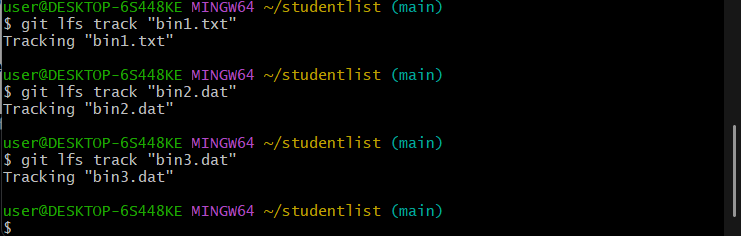 user@DESKTOP-6S448KE MINGW64 ~/studentlist (main)
$ git lfs track "bin1.txt"
Tracking "bin1.txt"
user@DESKTOP-6S448KE MINGW64 ~/studentlist (main)
$ git lfs track "bin2.dat"
Tracking "bin2.dat"
user@DESKTOP-6S448KE MINGW64 ~/studentlist (main)
$ git lfs track "bin3.dat"
Tracking "bin3.dat"
user@DESKTOP-6S448KE MINGW64 ~/studentlist (main)
$